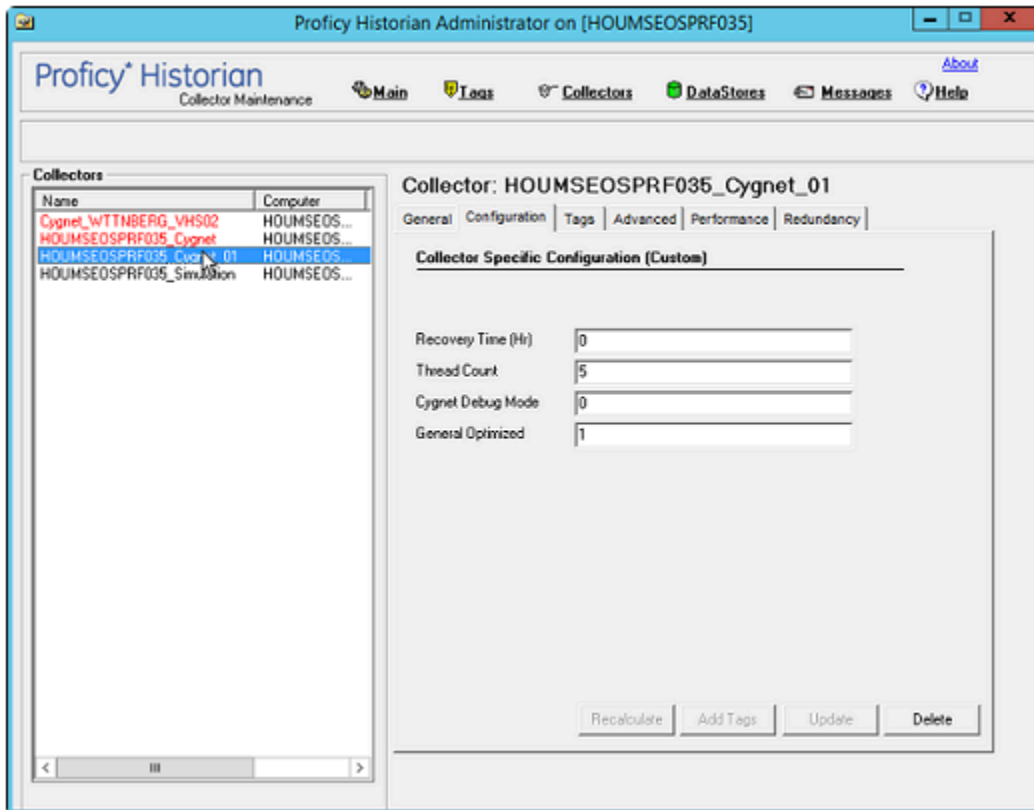 Proficy Historian Administrator on [HOUMSEOSPRF035]
Proficy* Historian
Collector Maintenance
Main Tags Collectors DataStores Messages Help
About
Collectors
Name Computer
Cygnet_WTTNBERG_VHS02 HOUMSEOS...
HOUMSEOSPRF035_Cygnet HOUMSEOS...
HOUMSEOSPRF035_Cygnet_01 HOUMSEOS...
HOUMSEOSPRF035_Simulation HOUMSEOS...
Collector: HOUMSEOSPRF035_Cygnet_01
General Configuration Tags Advanced Performance Redundancy
Collector Specific Configuration (Custom)
Recovery Time (Hr) 0
Thread Count 5
Cygnet Debug Mode 0
General Optimized 1
Recalculate Add Tags Update Delete